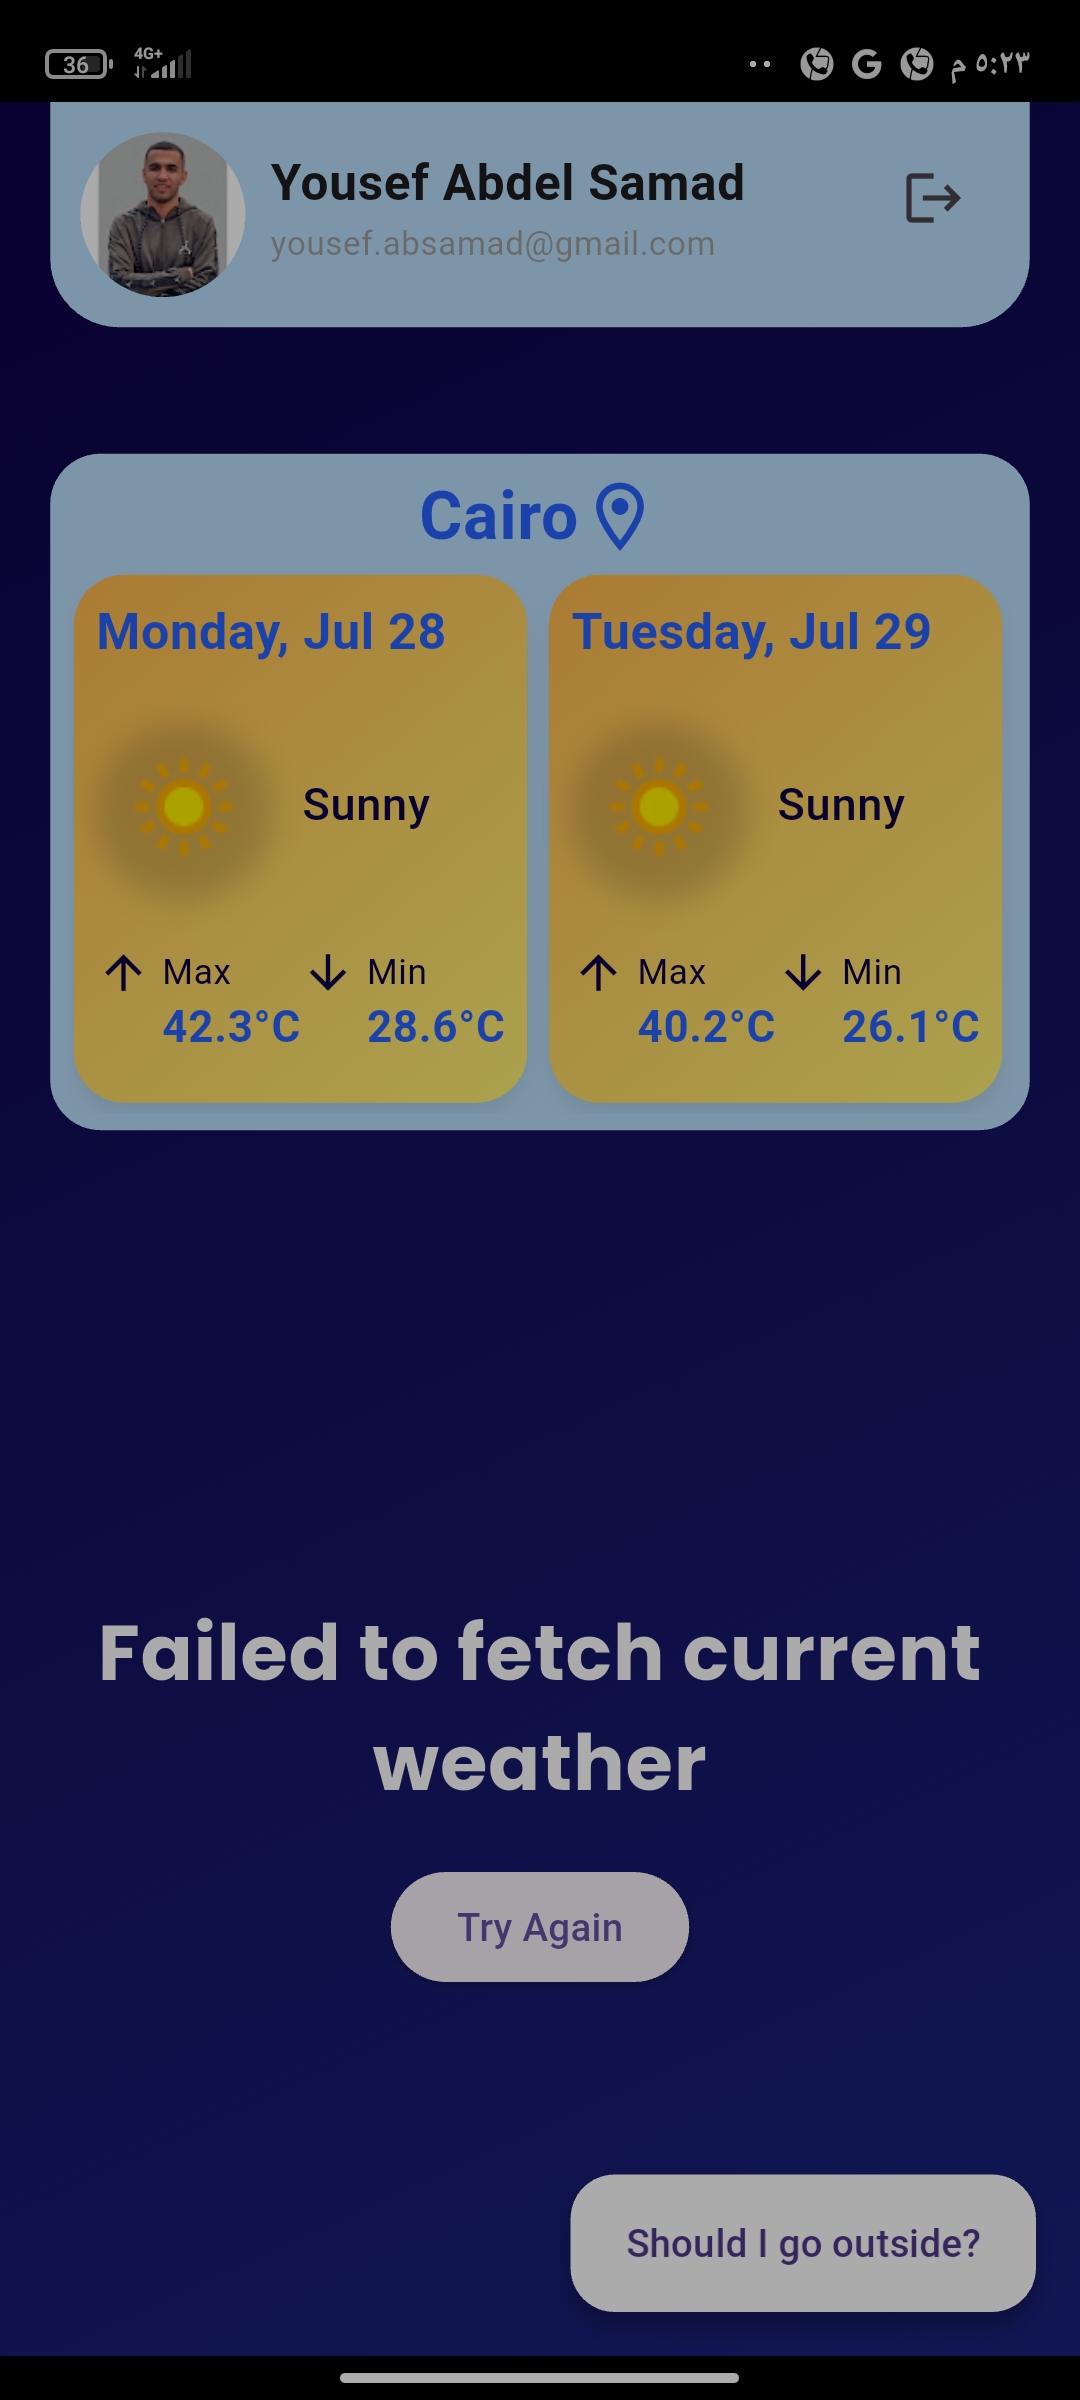 36 4G+ ٥:٢٣ م
Yousef Abdel Samad
yousef.absamad@gmail.com
Cairo
Monday, Jul 28
Sunny
Max Min
42.3°C 28.6°C
Tuesday, Jul 29
Sunny
Max Min
40.2°C 26.1°C
Failed to fetch current
weather
Try Again
Should I go outside?